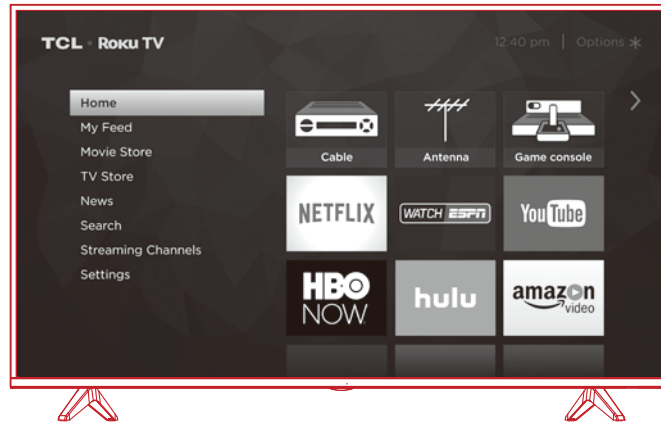 TCL Roku TV
12:40 pm | Options
Home
My Feed
Movie Store
TV Store
News
Search
Streaming Channels
Settings
Cable
Antenna
Game console
NETFLIX
WATCH ESPN
YouTube
HBO
NOW
hulu
amazon
video